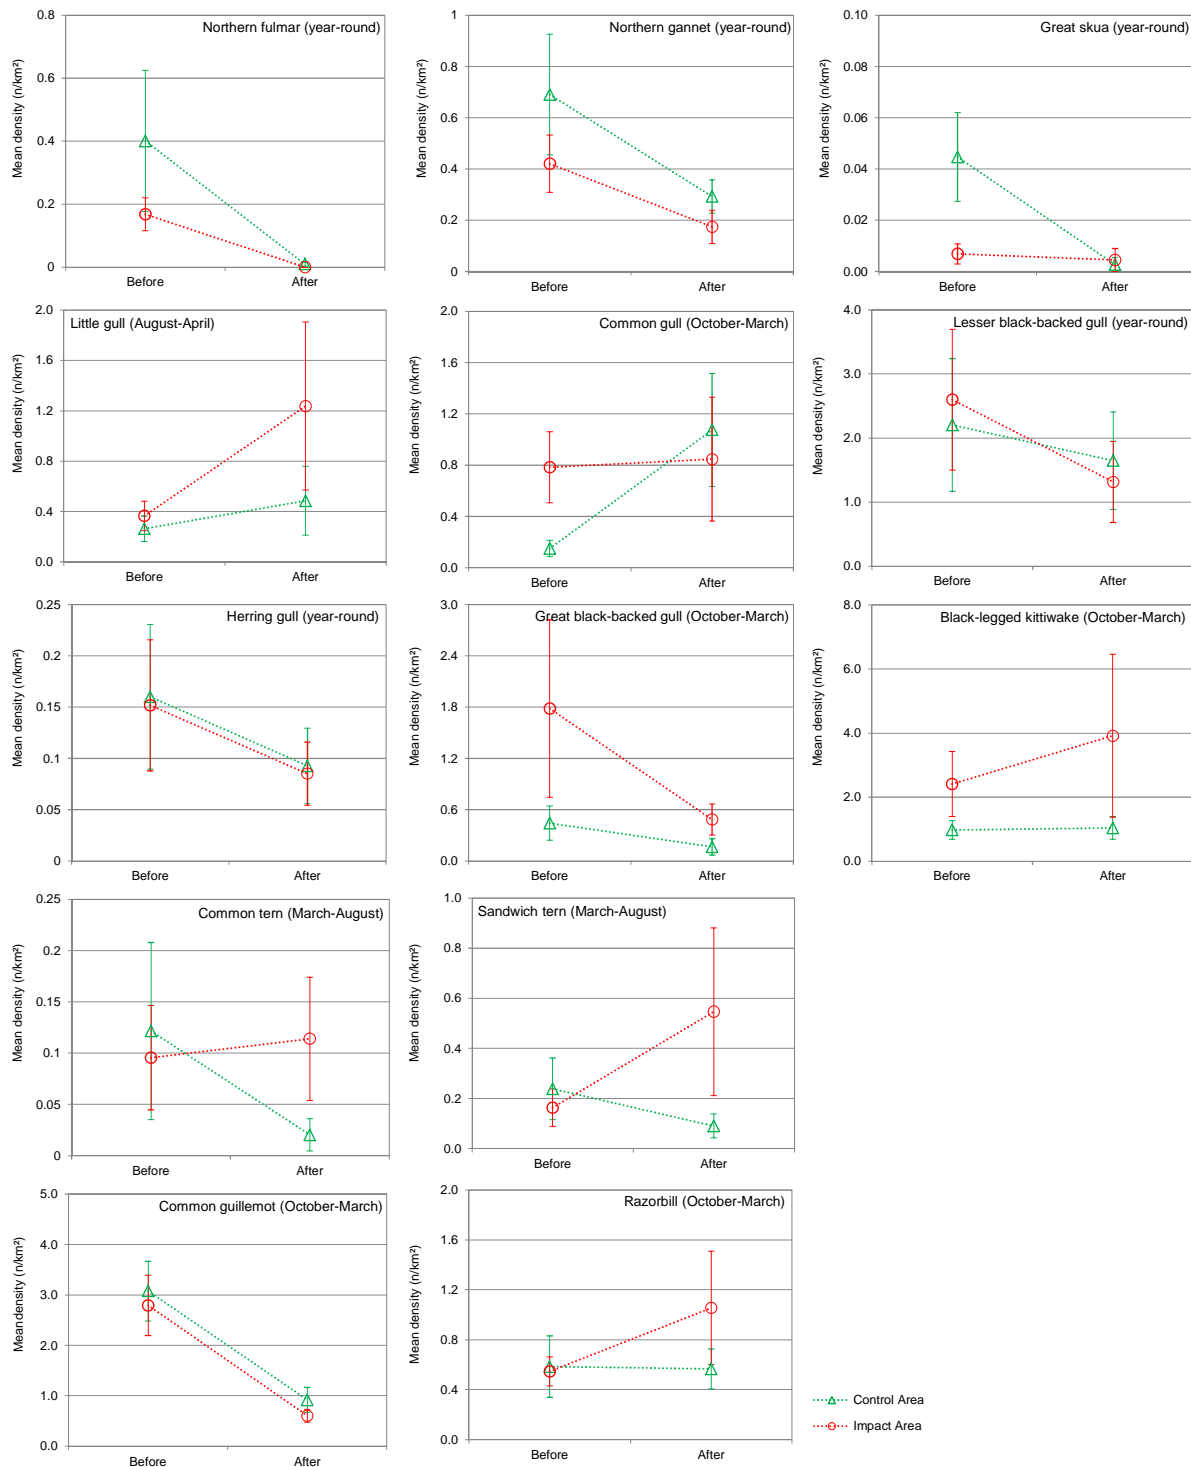 Northern fulmar (year-round)
Mean density (n/km²)
0.8
0.6
0.4
0.2
0
Before
After
Northern gannet (year-round)
Mean density (n/km²)
1
0.8
0.6
0.4
0.2
0
Before
After
Great skua (year-round)
Mean density (n/km²)
0.10
0.08
0.06
0.04
0.02
0.00
Before
After
Little gull (August-April)
Mean density (n/km²)
2.0
1.6
1.2
0.8
0.4
0.0
Before
After
Common gull (October-March)
Mean density (n/km²)
2.0
1.6
1.2
0.8
0.4
0.0
Before
After
Lesser black-backed gull (year-round)
Mean density (n/km²)
4.0
3.0
2.0
1.0
0.0
Before
After
Herring gull (year-round)
Mean density (n/km²)
0.25
0.2
0.15
0.1
0.05
0
Before
After
Great black-backed gull (October-March)
Mean density (n/km²)
3.0
2.4
1.8
1.2
0.6
0.0
Before
After
Black-legged kittiwake (October-March)
Mean density (n/km²)
8.0
6.0
4.0
2.0
0.0
Before
After
Common tern (March-August)
Mean density (n/km²)
0.25
0.2
0.15
0.1
0.05
0
Before
After
Sandwich tern (March-August)
Mean density (n/km²)
1.0
0.8
0.6
0.4
0.2
0.0
Before
After
Common guillemot (October-March)
Meandensity (n/km²)
5.0
4.0
3.0
2.0
1.0
0.0
Before
After
Razorbill (October-March)
Mean density (n/km²)
2.0
1.6
1.2
0.8
0.4
0.0
Before
After
Control Area
Impact Area